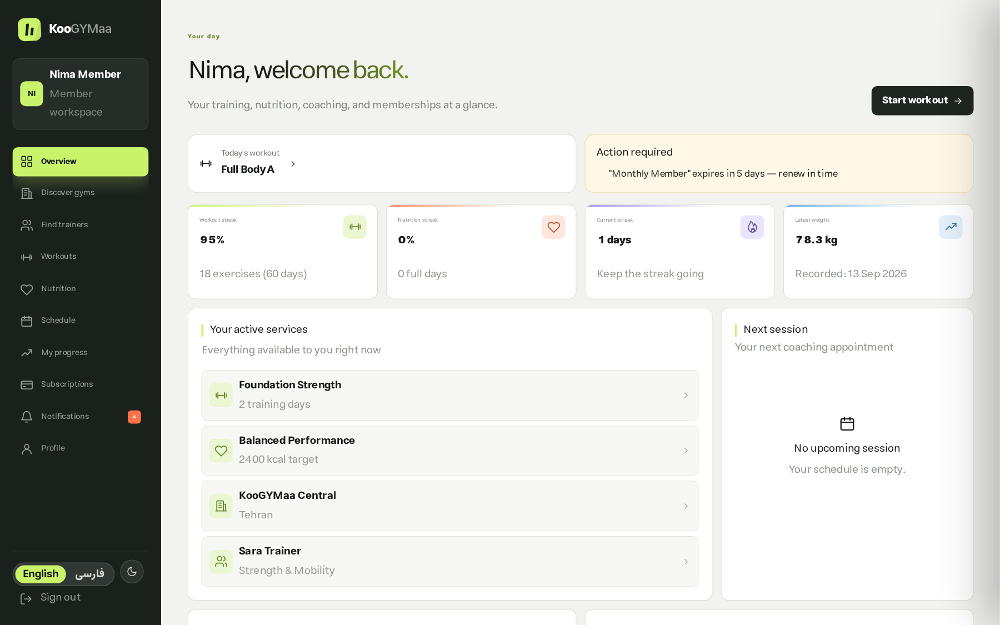 KooGYMaa
Nima Member
NI
Member
workspace
Overview
Discover gyms
Find trainers
Workouts
Nutrition
Schedule
My progress
Subscriptions
Notifications
4
Profile
English
فارسی
Sign out
Your day
Nima, welcome back.
Your training, nutrition, coaching, and memberships at a glance.
Start workout
Today's workout
Full Body A
Action required
"Monthly Member" expires in 5 days — renew in time
Workout streak
95%
18 exercises (60 days)
Nutrition streak
0%
0 full days
Current streak
1 days
Keep the streak going
Latest weight
78.3 kg
Recorded: 13 Sep 2026
Your active services
Everything available to you right now
Foundation Strength
2 training days
Balanced Performance
2400 kcal target
KooGYMaa Central
Tehran
Sara Trainer
Strength & Mobility
Next session
Your next coaching appointment
No upcoming session
Your schedule is empty.